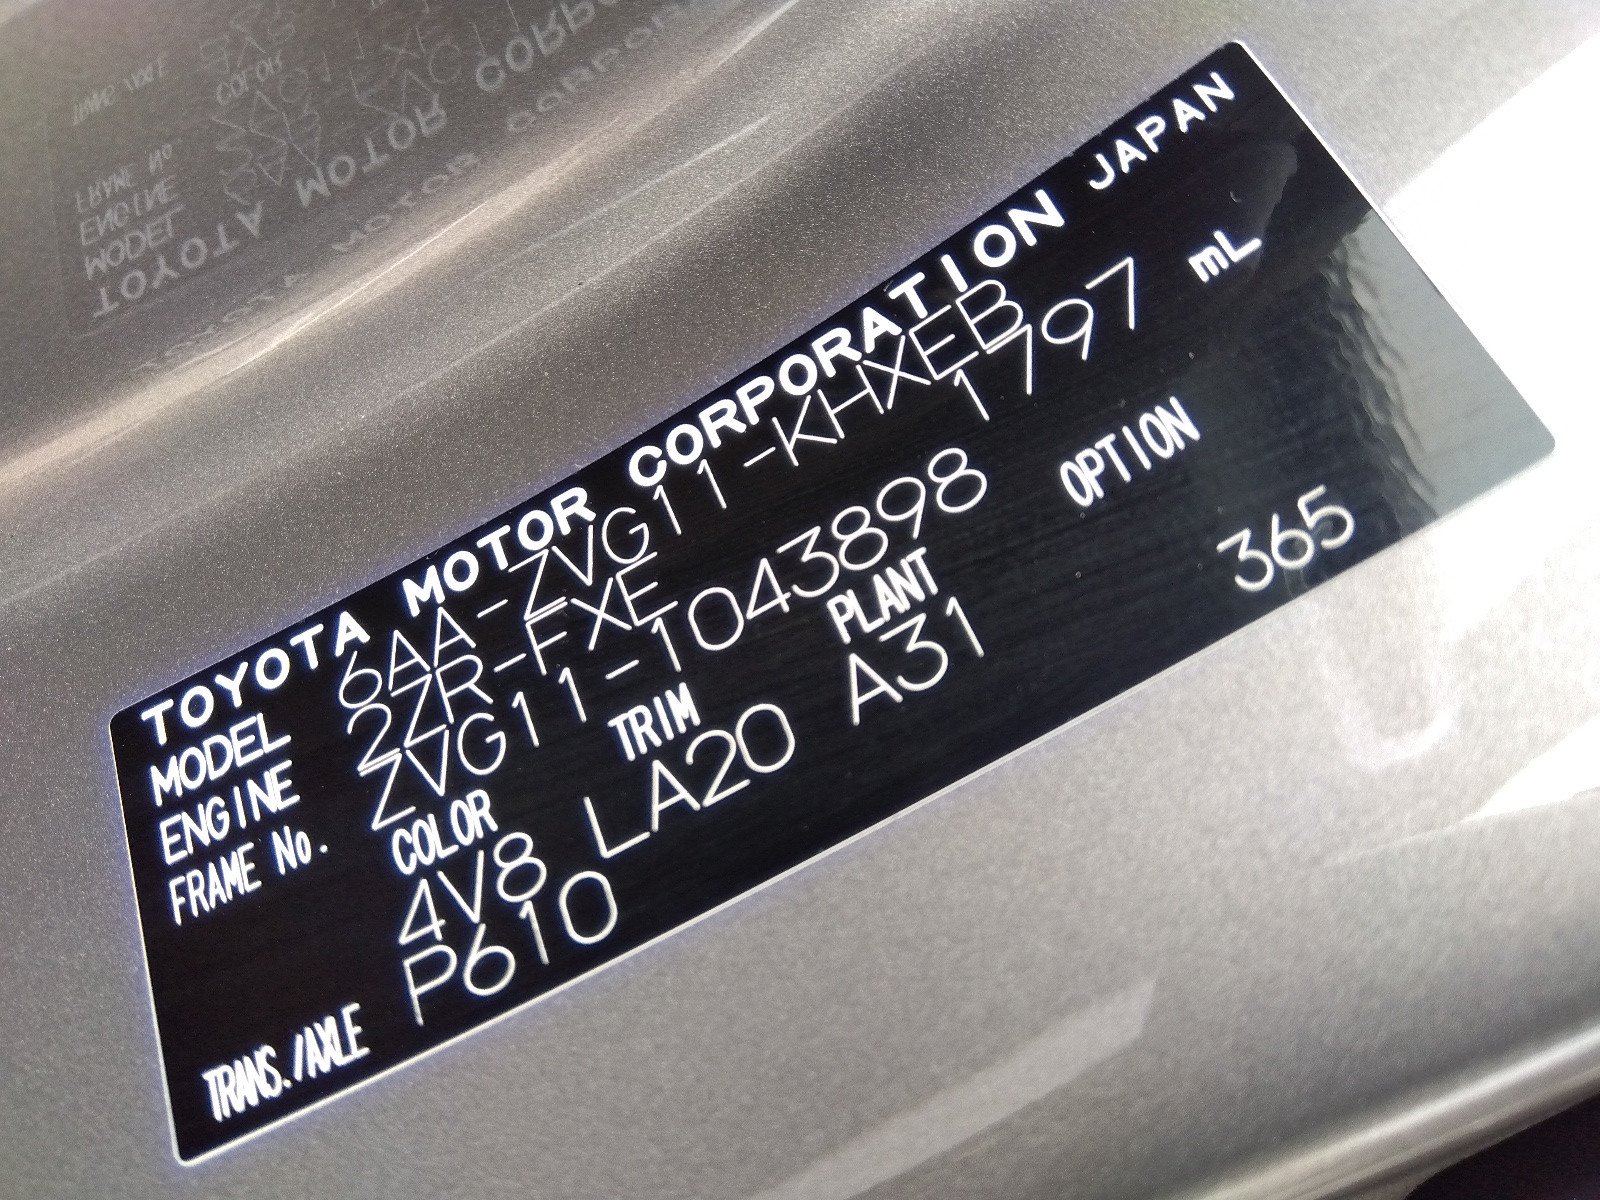 TOYOTA MOTOR CORPORATION JAPAN
MODEL 6AA-ZVG11-KHXEB
ENGINE 2ZR-FXE 1797 mL
FRAME No. ZVG11-1043898
COLOR TRIM PLANT OPTION
4V8 LA20 A31 365
TRANS./AXLE P610